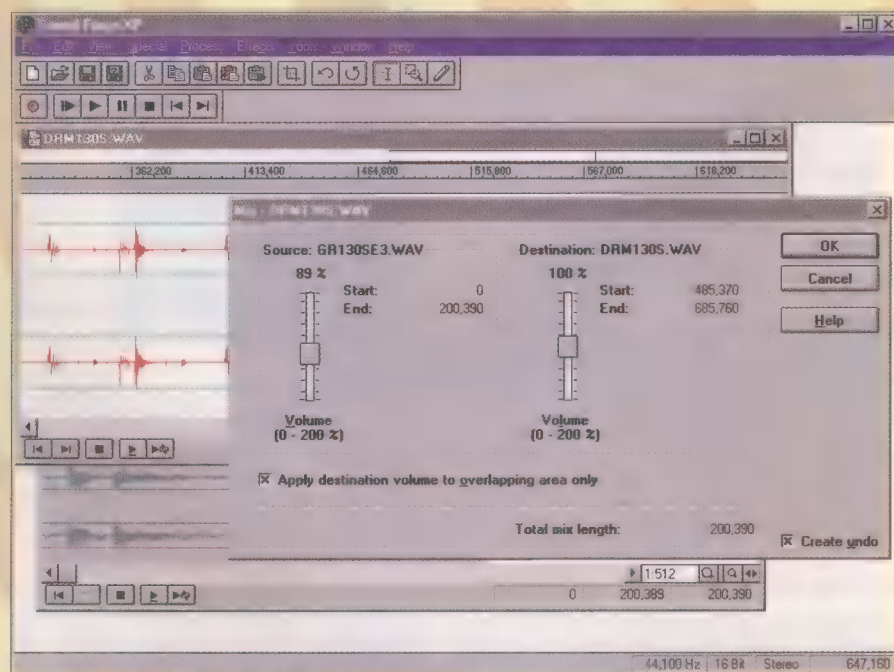 Sound Forge XP
File Edit View Special Process Effects Tools Window Help
DRM130S.WAV
362,200 413,400 464,600 515,800 567,000 618,200
Mix - DRM130S.WAV
Source: GR130SE3.WAV
89 %
Start: 0
End: 200,390
Volume
(0 - 200 %)
Destination: DRM130S.WAV
100 %
Start: 485,370
End: 685,760
Volume
(0 - 200 %)
OK
Cancel
Help
Apply destination volume to overlapping area only
Total mix length: 200,390
Create undo
1:512
0 200,389 200,390
44,100 Hz 16 Bit Stereo 647,160